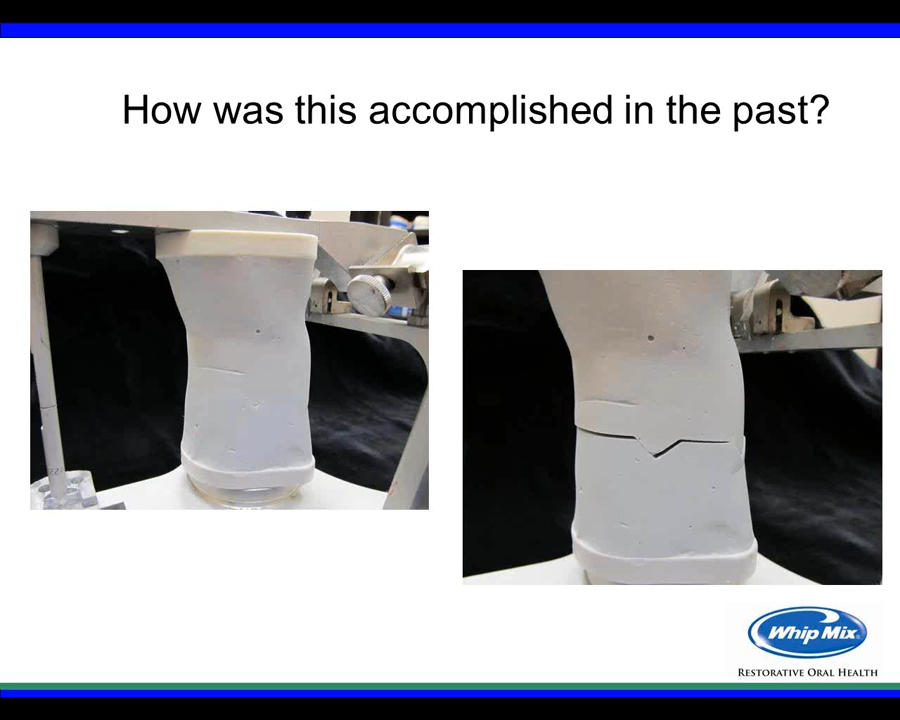 How was this accomplished in the past?
Whip Mix®
RESTORATIVE ORAL HEALTH